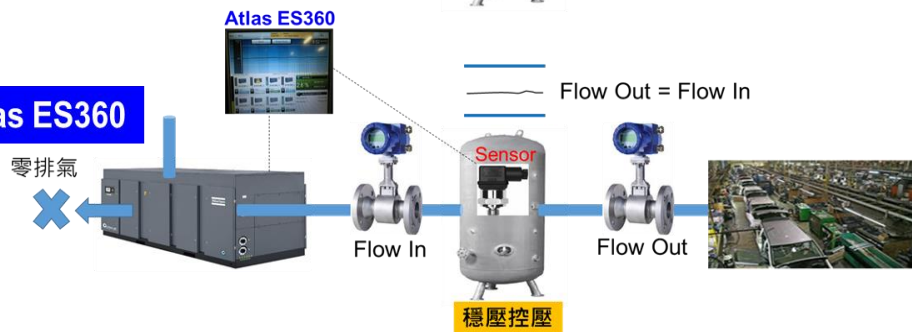 Atlas ES360
Flow Out = Flow In
as ES360
零排氣
Sensor
Flow In
Flow Out
穩壓控壓